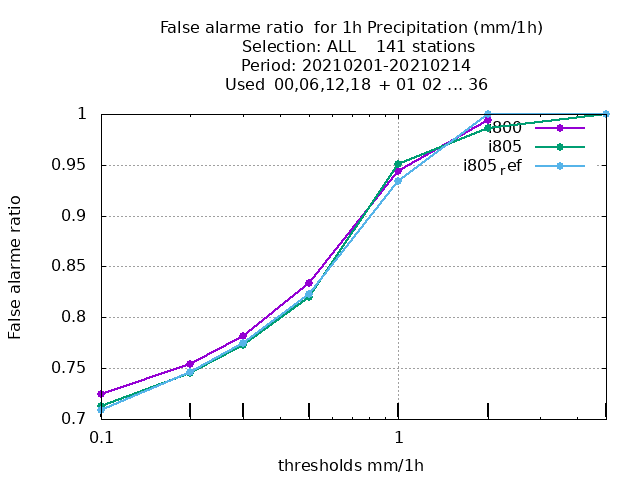 False alarme ratio for 1h Precipitation (mm/1h)
Selection: ALL 141 stations
Period: 20210201-20210214
Used 00,06,12,18 + 01 02 ... 36
False alarme ratio
1
0.95
0.9
0.85
0.8
0.75
0.7
0.1
1
thresholds mm/1h
i800
i805
i805ref